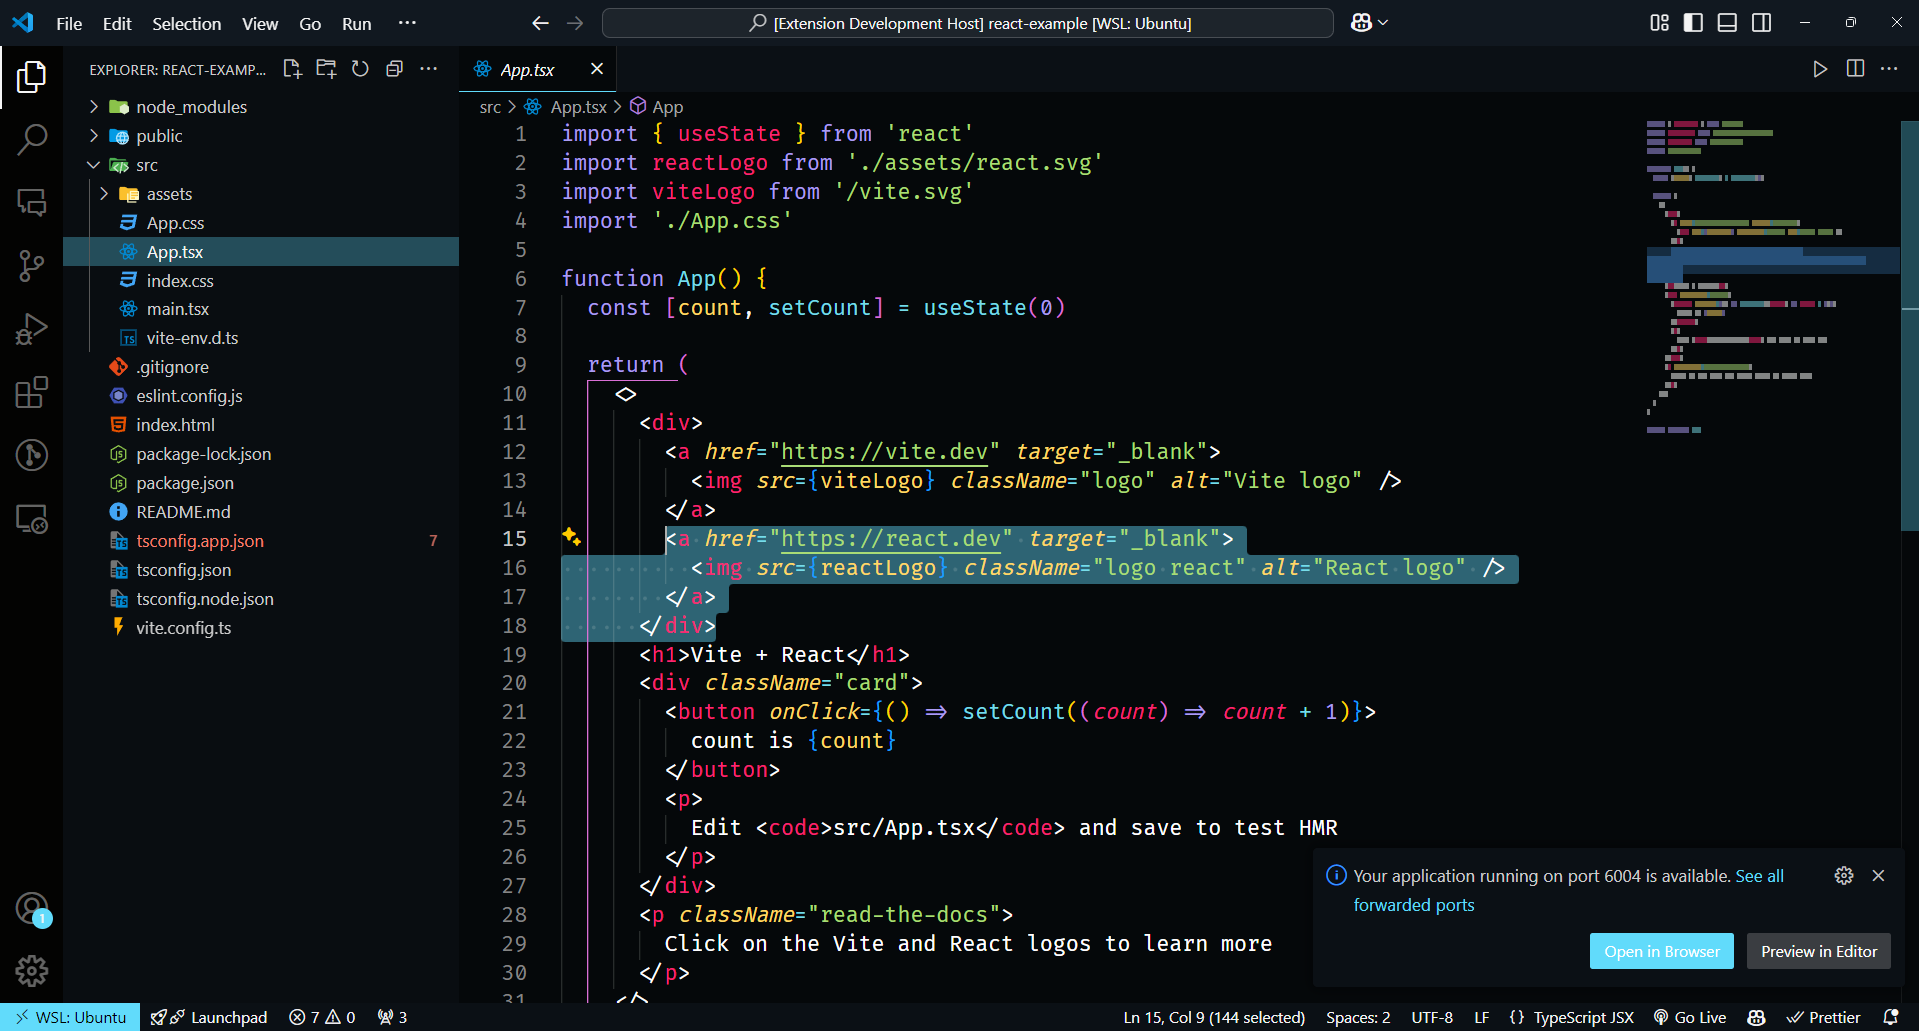 File Edit Selection View Go Run ···
[Extension Development Host] react-example [WSL: Ubuntu]
EXPLORER: REACT-EXAMP...
node_modules
public
src
assets
App.css
App.tsx
index.css
main.tsx
vite-env.d.ts
.gitignore
eslint.config.js
index.html
package-lock.json
package.json
README.md
tsconfig.app.json 7
tsconfig.json
tsconfig.node.json
vite.config.ts
1
App.tsx
src > App.tsx > App
1 import { useState } from 'react'
2 import reactLogo from './assets/react.svg'
3 import viteLogo from '/vite.svg'
4 import './App.css'
5
6 function App() {
7 const [count, setCount] = useState(0)
8
9 return (
10 <>
11 <div>
12 <a href="https://vite.dev" target="_blank">
13 <img src={viteLogo} className="logo" alt="Vite logo" />
14 </a>
15 <a href="https://react.dev" target="_blank">
16 <img src={reactLogo} className="logo react" alt="React logo" />
17 </a>
18 </div>
19 <h1>Vite + React</h1>
20 <div className="card">
21 <button onClick={() => setCount((count) => count + 1)}>
22 count is {count}
23 </button>
24 <p>
25 Edit <code>src/App.tsx</code> and save to test HMR
26 </p>
27 </div>
28 <p className="read-the-docs">
29 Click on the Vite and React logos to learn more
30 </p>
31 </>
Your application running on port 6004 is available. See all
forwarded ports
Open in Browser Preview in Editor
WSL: Ubuntu Launchpad 7 0 3 Ln 15, Col 9 (144 selected) Spaces: 2 UTF-8 LF {} TypeScript JSX Go Live Prettier